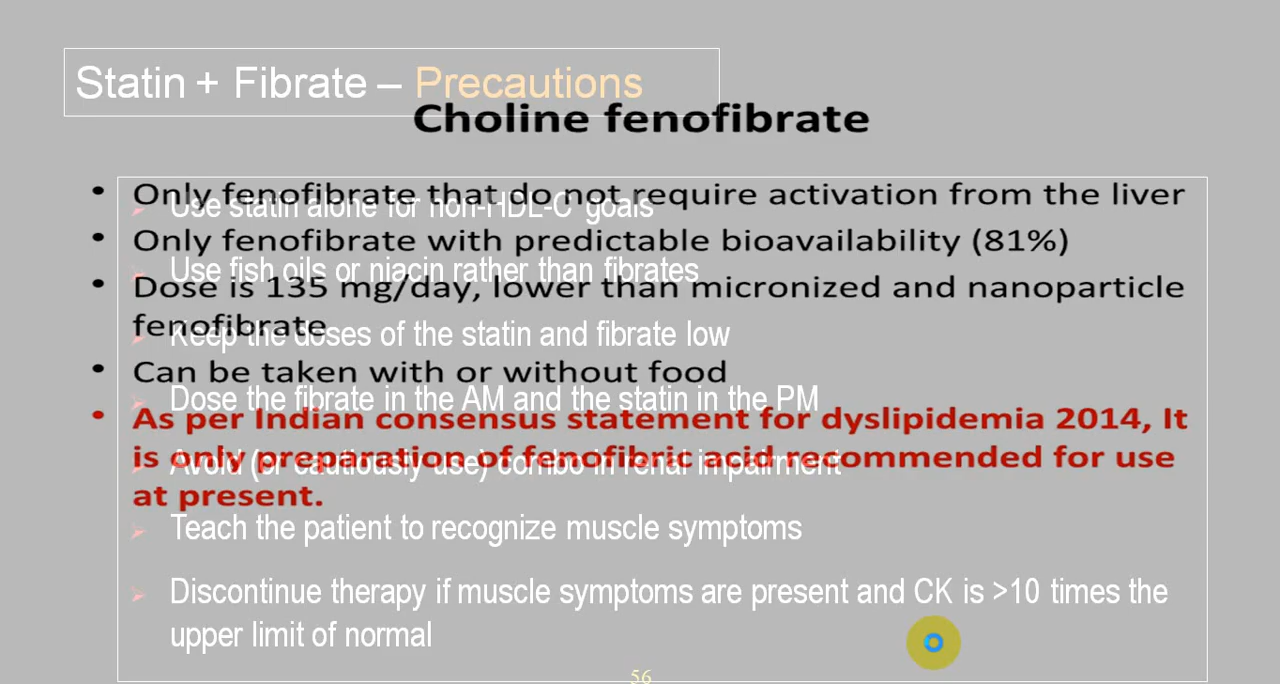 Statin + Fibrate – Precautions
Choline fenofibrate
• Only fenofibrate that do not require activation from the liver
➢ Use statin alone for non-HDL-C goals
• Only fenofibrate with predictable bioavailability (81%)
➢ Use fish oils or niacin rather than fibrates
• Dose is 135 mg/day, lower than micronized and nanoparticle
fenofibrate
➢ Keep the doses of the statin and fibrate low
• Can be taken with or without food
➢ Dose the fibrate in the AM and the statin in the PM
• As per Indian consensus statement for dyslipidemia 2014, It
is only preparation of fenofibric acid recommended for use
➢ Avoid (or cautiously use) combo in renal impairment
at present.
➢ Teach the patient to recognize muscle symptoms
➢ Discontinue therapy if muscle symptoms are present and CK is >10 times the
upper limit of normal
56